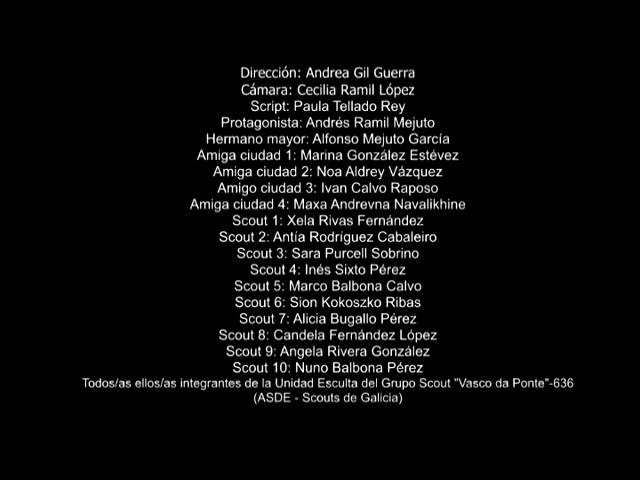 Dirección: Andrea Gil Guerra
Cámara: Cecilia Ramil López
Script: Paula Tellado Rey
Protagonista: Andrés Ramil Mejuto
Hermano mayor: Alfonso Mejuto García
Amiga ciudad 1: Marina González Estévez
Amiga ciudad 2: Noa Aldrey Vázquez
Amigo ciudad 3: Ivan Calvo Raposo
Amiga ciudad 4: Maxa Andrevna Navalikhine
Scout 1: Xela Rivas Fernández
Scout 2: Antía Rodríguez Cabaleiro
Scout 3: Sara Purcell Sobrino
Scout 4: Inés Sixto Pérez
Scout 5: Marco Balbona Calvo
Scout 6: Sion Kokoszko Ribas
Scout 7: Alicia Bugallo Pérez
Scout 8: Candela Fernández López
Scout 9: Angela Rivera González
Scout 10: Nuno Balbona Pérez
Todos/as ellos/as integrantes de la Unidad Esculta del Grupo Scout "Vasco da Ponte"-636
(ASDE - Scouts de Galicia)